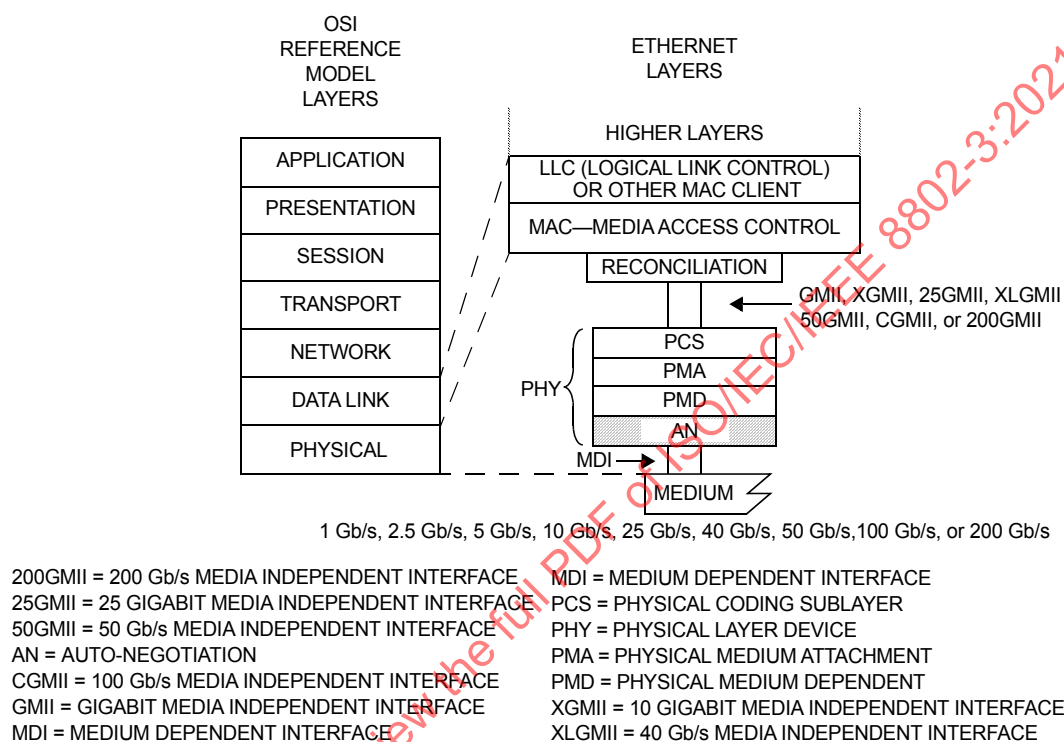 OSI
REFERENCE
MODEL
LAYERS
ETHERNET
LAYERS
APPLICATION
PRESENTATION
SESSION
TRANSPORT
NETWORK
DATA LINK
PHYSICAL
HIGHER LAYERS
LLC (LOGICAL LINK CONTROL)
OR OTHER MAC CLIENT
MAC—MEDIA ACCESS CONTROL
RECONCILIATION
GMII, XGMII, 25GMII, XLGMII
50GMII, CGMII, or 200GMII
PHY
PCS
PMA
PMD
AN
MDI
MEDIUM
1 Gb/s, 2.5 Gb/s, 5 Gb/s, 10 Gb/s, 25 Gb/s, 40 Gb/s, 50 Gb/s,100 Gb/s, or 200 Gb/s
200GMII = 200 Gb/s MEDIA INDEPENDENT INTERFACE
25GMII = 25 GIGABIT MEDIA INDEPENDENT INTERFACE
50GMII = 50 Gb/s MEDIA INDEPENDENT INTERFACE
AN = AUTO-NEGOTIATION
CGMII = 100 Gb/s MEDIA INDEPENDENT INTERFACE
GMII = GIGABIT MEDIA INDEPENDENT INTERFACE
MDI = MEDIUM DEPENDENT INTERFACE
MDI = MEDIUM DEPENDENT INTERFACE
PCS = PHYSICAL CODING SUBLAYER
PHY = PHYSICAL LAYER DEVICE
PMA = PHYSICAL MEDIUM ATTACHMENT
PMD = PHYSICAL MEDIUM DEPENDENT
XGMII = 10 GIGABIT MEDIA INDEPENDENT INTERFACE
XLGMII = 40 Gb/s MEDIA INDEPENDENT INTERFACE
the full PDF of ISO/IEC/IEEE 8802-3:2021